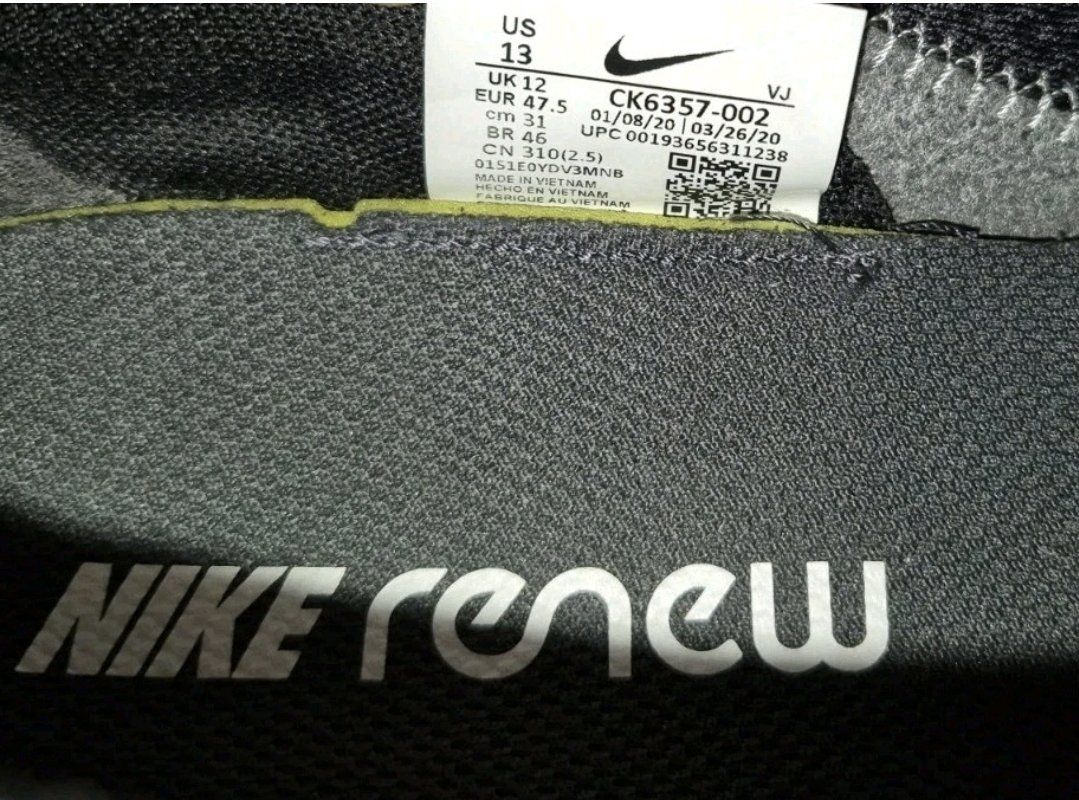 US
13
UK 12
EUR 47.5
cm 31
BR 46
CN 310(2.5)
VJ
CK6357-002
01/08/20 | 03/26/20
UPC 00193656311238
0151E0YDV3MNB
MADE IN VIETNAM
HECHO EN VIETNAM
FABRIQUE AU VIETNAM
NIKE renew